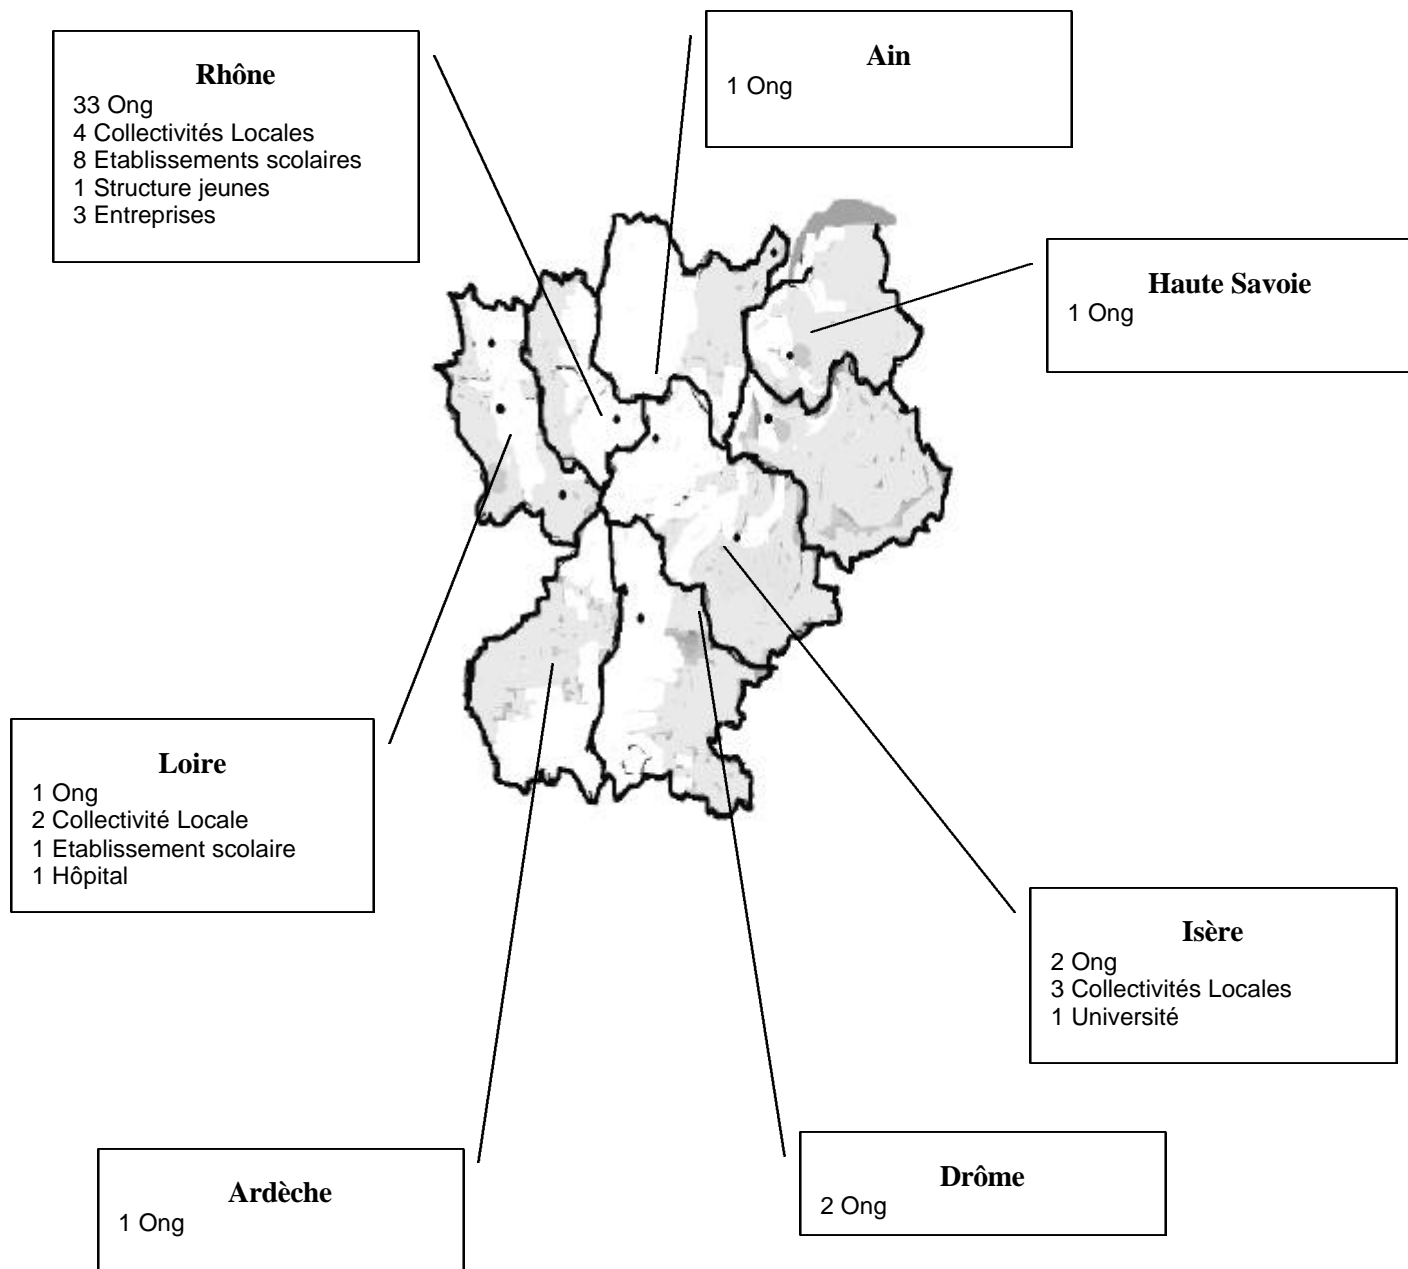 Rhône
33 Ong
4 Collectivités Locales
8 Etablissements scolaires
1 Structure jeunes
3 Entreprises
Ain
1 Ong
Haute Savoie
1 Ong
Loire
1 Ong
2 Collectivité Locale
1 Etablissement scolaire
1 Hôpital
Isère
2 Ong
3 Collectivités Locales
1 Université
Ardèche
1 Ong
Drôme
2 Ong